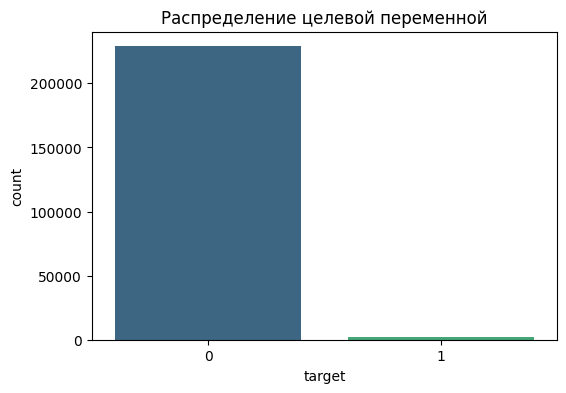 Распределение целевой переменной
200000
150000
100000
50000
0
count
0 1
target